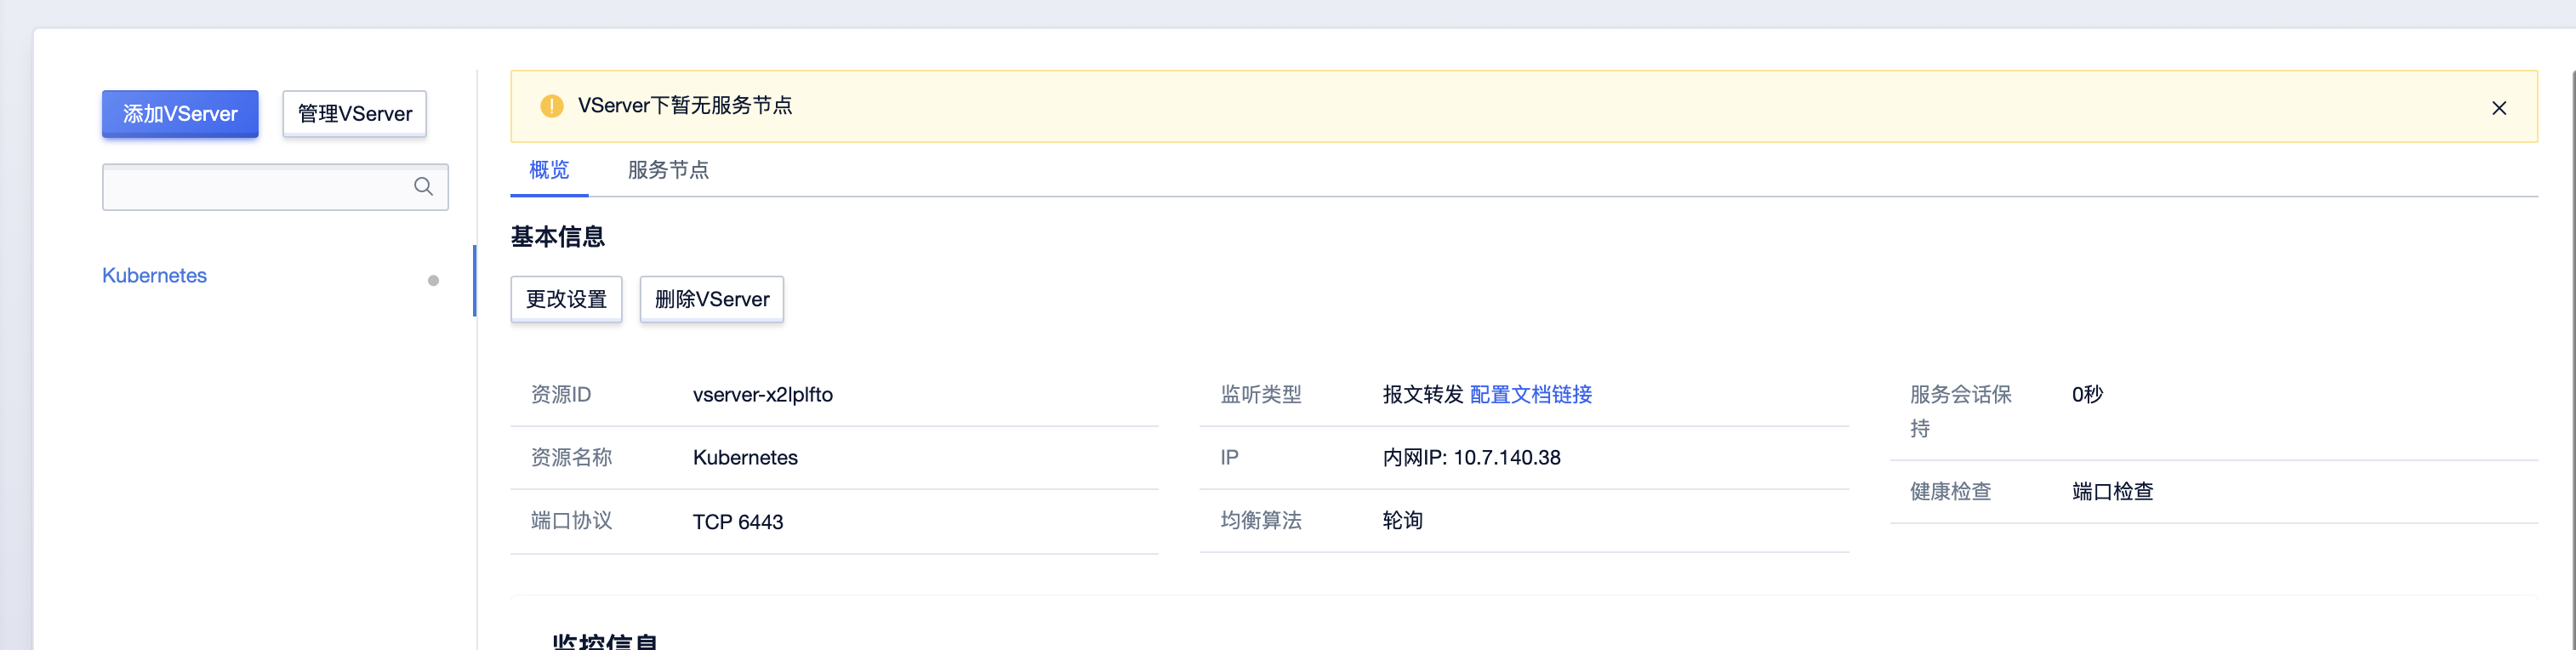 添加VServer
管理VServer
Kubernetes
VServer下暂无服务节点
概览
服务节点
基本信息
更改设置
删除VServer
资源ID
vserver-x2lplfto
资源名称
Kubernetes
端口协议
TCP 6443
监听类型
报文转发 配置文档链接
IP
内网IP: 10.7.140.38
均衡算法
轮询
服务会话保
持
0秒
健康检查
端口检查
监控信息